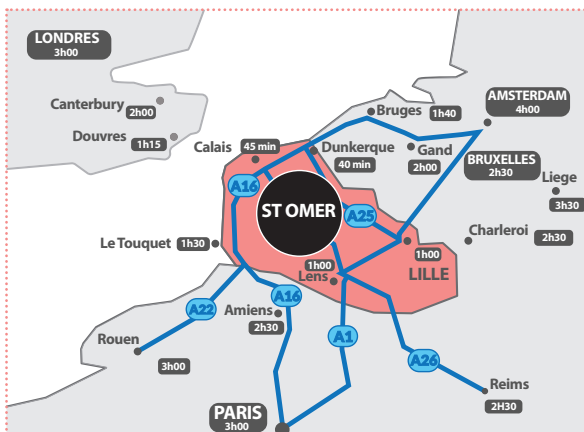 LONDRES
3h00
Canterbury
2h00
Douvres
1h15
Calais
45 min
Dunkerque
40 min
Bruges
1h40
Gand
2h00
AMSTERDAM
4h00
BRUXELLES
2h30
Liege
3h30
Charleroi
2h30
A16
ST OMER
A25
Le Touquet
1h30
1h00
Lens
1h00
LILLE
A22
A16
Amiens
2h30
A1
A26
Rouen
3h00
PARIS
3h00
Reims
2H30